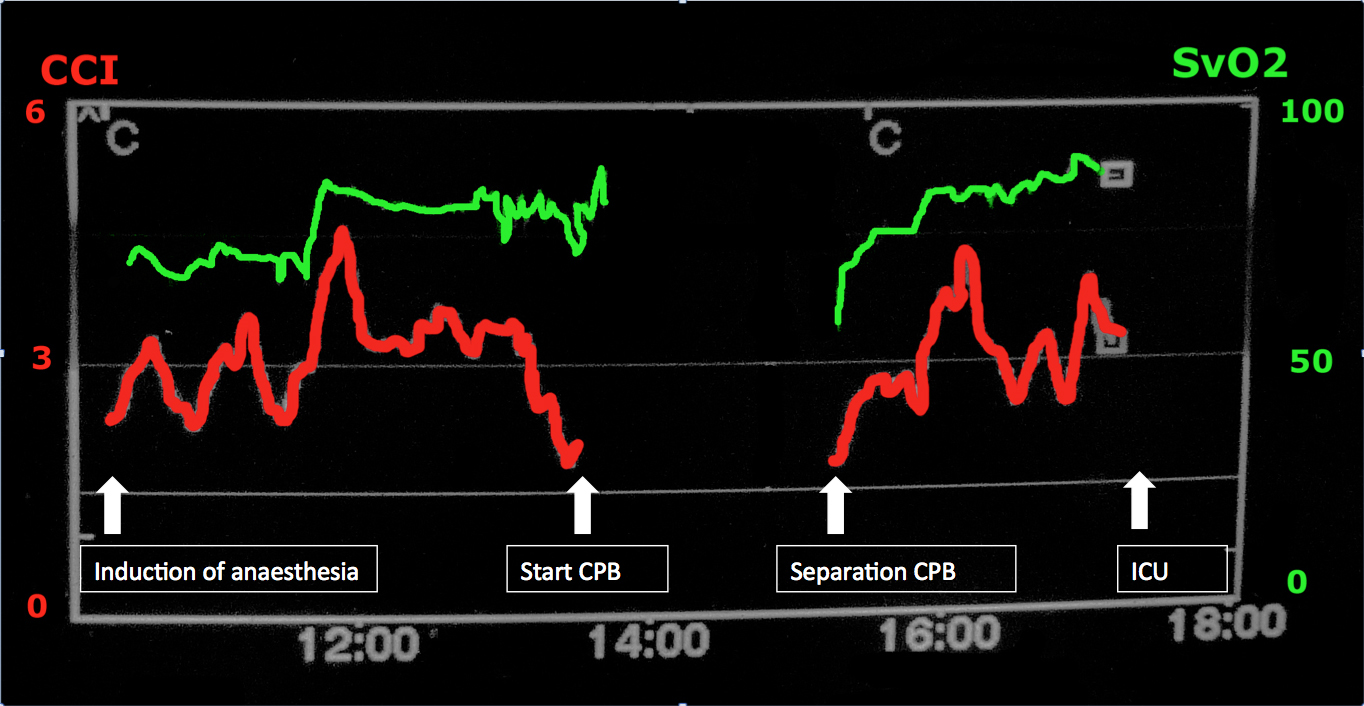 CCI
SvO2
6
100
C
C
3
50
Induction of anaesthesia
Start CPB
Separation CPB
ICU
0
0
12:00
14:00
16:00
18:00